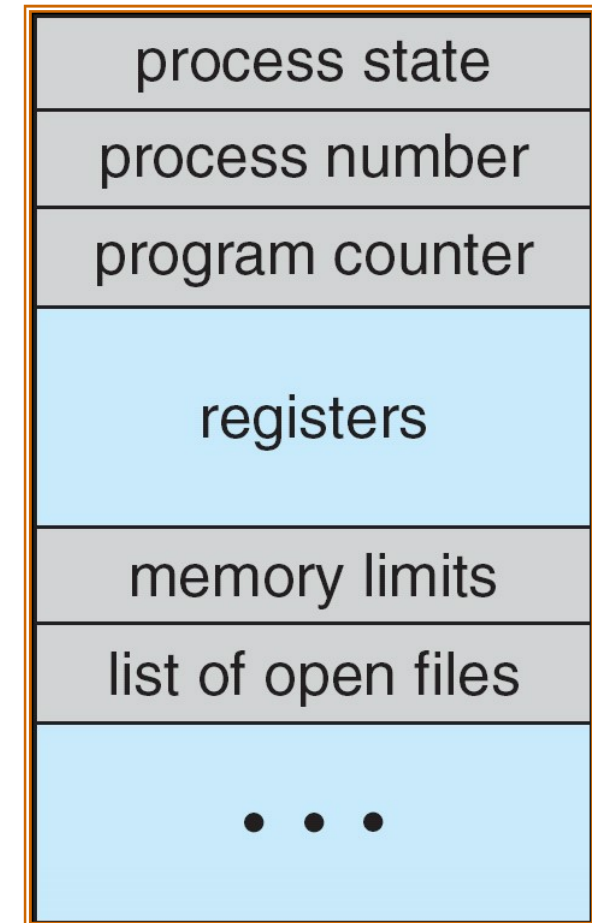 process state
process number
program counter
registers
memory limits
list of open files
• • •